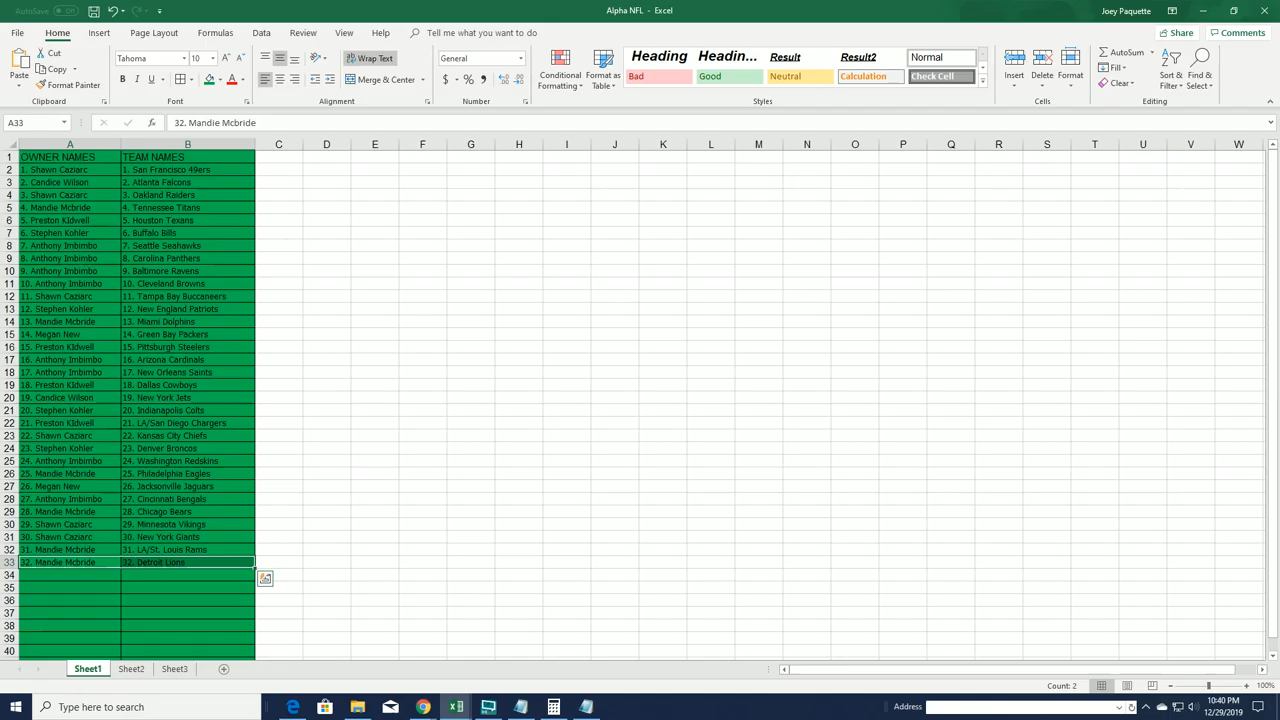 AutoSave Off Alpha NFL - Excel Joey Paquette
File Home Insert Page Layout Formulas Data Review View Help Tell me what you want to do Share Comments
Paste Cut Copy Format Painter Clipboard
Tahoma 10 B I U A Font
Wrap Text Merge & Center Alignment
General $ % , Number
Conditional Formatting Format as Table
Heading Headin... Result Result2 Normal
Bad Good Neutral Calculation Check Cell
Styles
Insert Delete Format Cells
AutoSum Fill Clear Sort & Filter Find & Select Editing
A33 fx 32. Mandie Mcbride
A B C D E F G H I J K L M N O P Q R S T U V W
1 OWNER NAMES TEAM NAMES
2 1. Shawn Caziarc 1. San Francisco 49ers
3 2. Candice Wilson 2. Atlanta Falcons
4 3. Shawn Caziarc 3. Oakland Raiders
5 4. Mandie Mcbride 4. Tennessee Titans
6 5. Preston KIdwell 5. Houston Texans
7 6. Stephen Kohler 6. Buffalo Bills
8 7. Anthony Imbimbo 7. Seattle Seahawks
9 8. Anthony Imbimbo 8. Carolina Panthers
10 9. Anthony Imbimbo 9. Baltimore Ravens
11 10. Anthony Imbimbo 10. Cleveland Browns
12 11. Shawn Caziarc 11. Tampa Bay Buccaneers
13 12. Stephen Kohler 12. New England Patriots
14 13. Mandie Mcbride 13. Miami Dolphins
15 14. Megan New 14. Green Bay Packers
16 15. Preston KIdwell 15. Pittsburgh Steelers
17 16. Anthony Imbimbo 16. Arizona Cardinals
18 17. Anthony Imbimbo 17. New Orleans Saints
19 18. Preston KIdwell 18. Dallas Cowboys
20 19. Candice Wilson 19. New York Jets
21 20. Stephen Kohler 20. Indianapolis Colts
22 21. Preston KIdwell 21. LA/San Diego Chargers
23 22. Shawn Caziarc 22. Kansas City Chiefs
24 23. Stephen Kohler 23. Denver Broncos
25 24. Anthony Imbimbo 24. Washington Redskins
26 25. Mandie Mcbride 25. Philadelphia Eagles
27 26. Megan New 26. Jacksonville Jaguars
28 27. Anthony Imbimbo 27. Cincinnati Bengals
29 28. Mandie Mcbride 28. Chicago Bears
30 29. Shawn Caziarc 29. Minnesota Vikings
31 30. Shawn Caziarc 30. New York Giants
32 31. Mandie Mcbride 31. LA/St. Louis Rams
33 32. Mandie Mcbride 32. Detroit Lions
34
35
36
37
38
39
40
Sheet1 Sheet2 Sheet3
Count: 2 100%
Type here to search Address 10:40 PM
12/29/2019